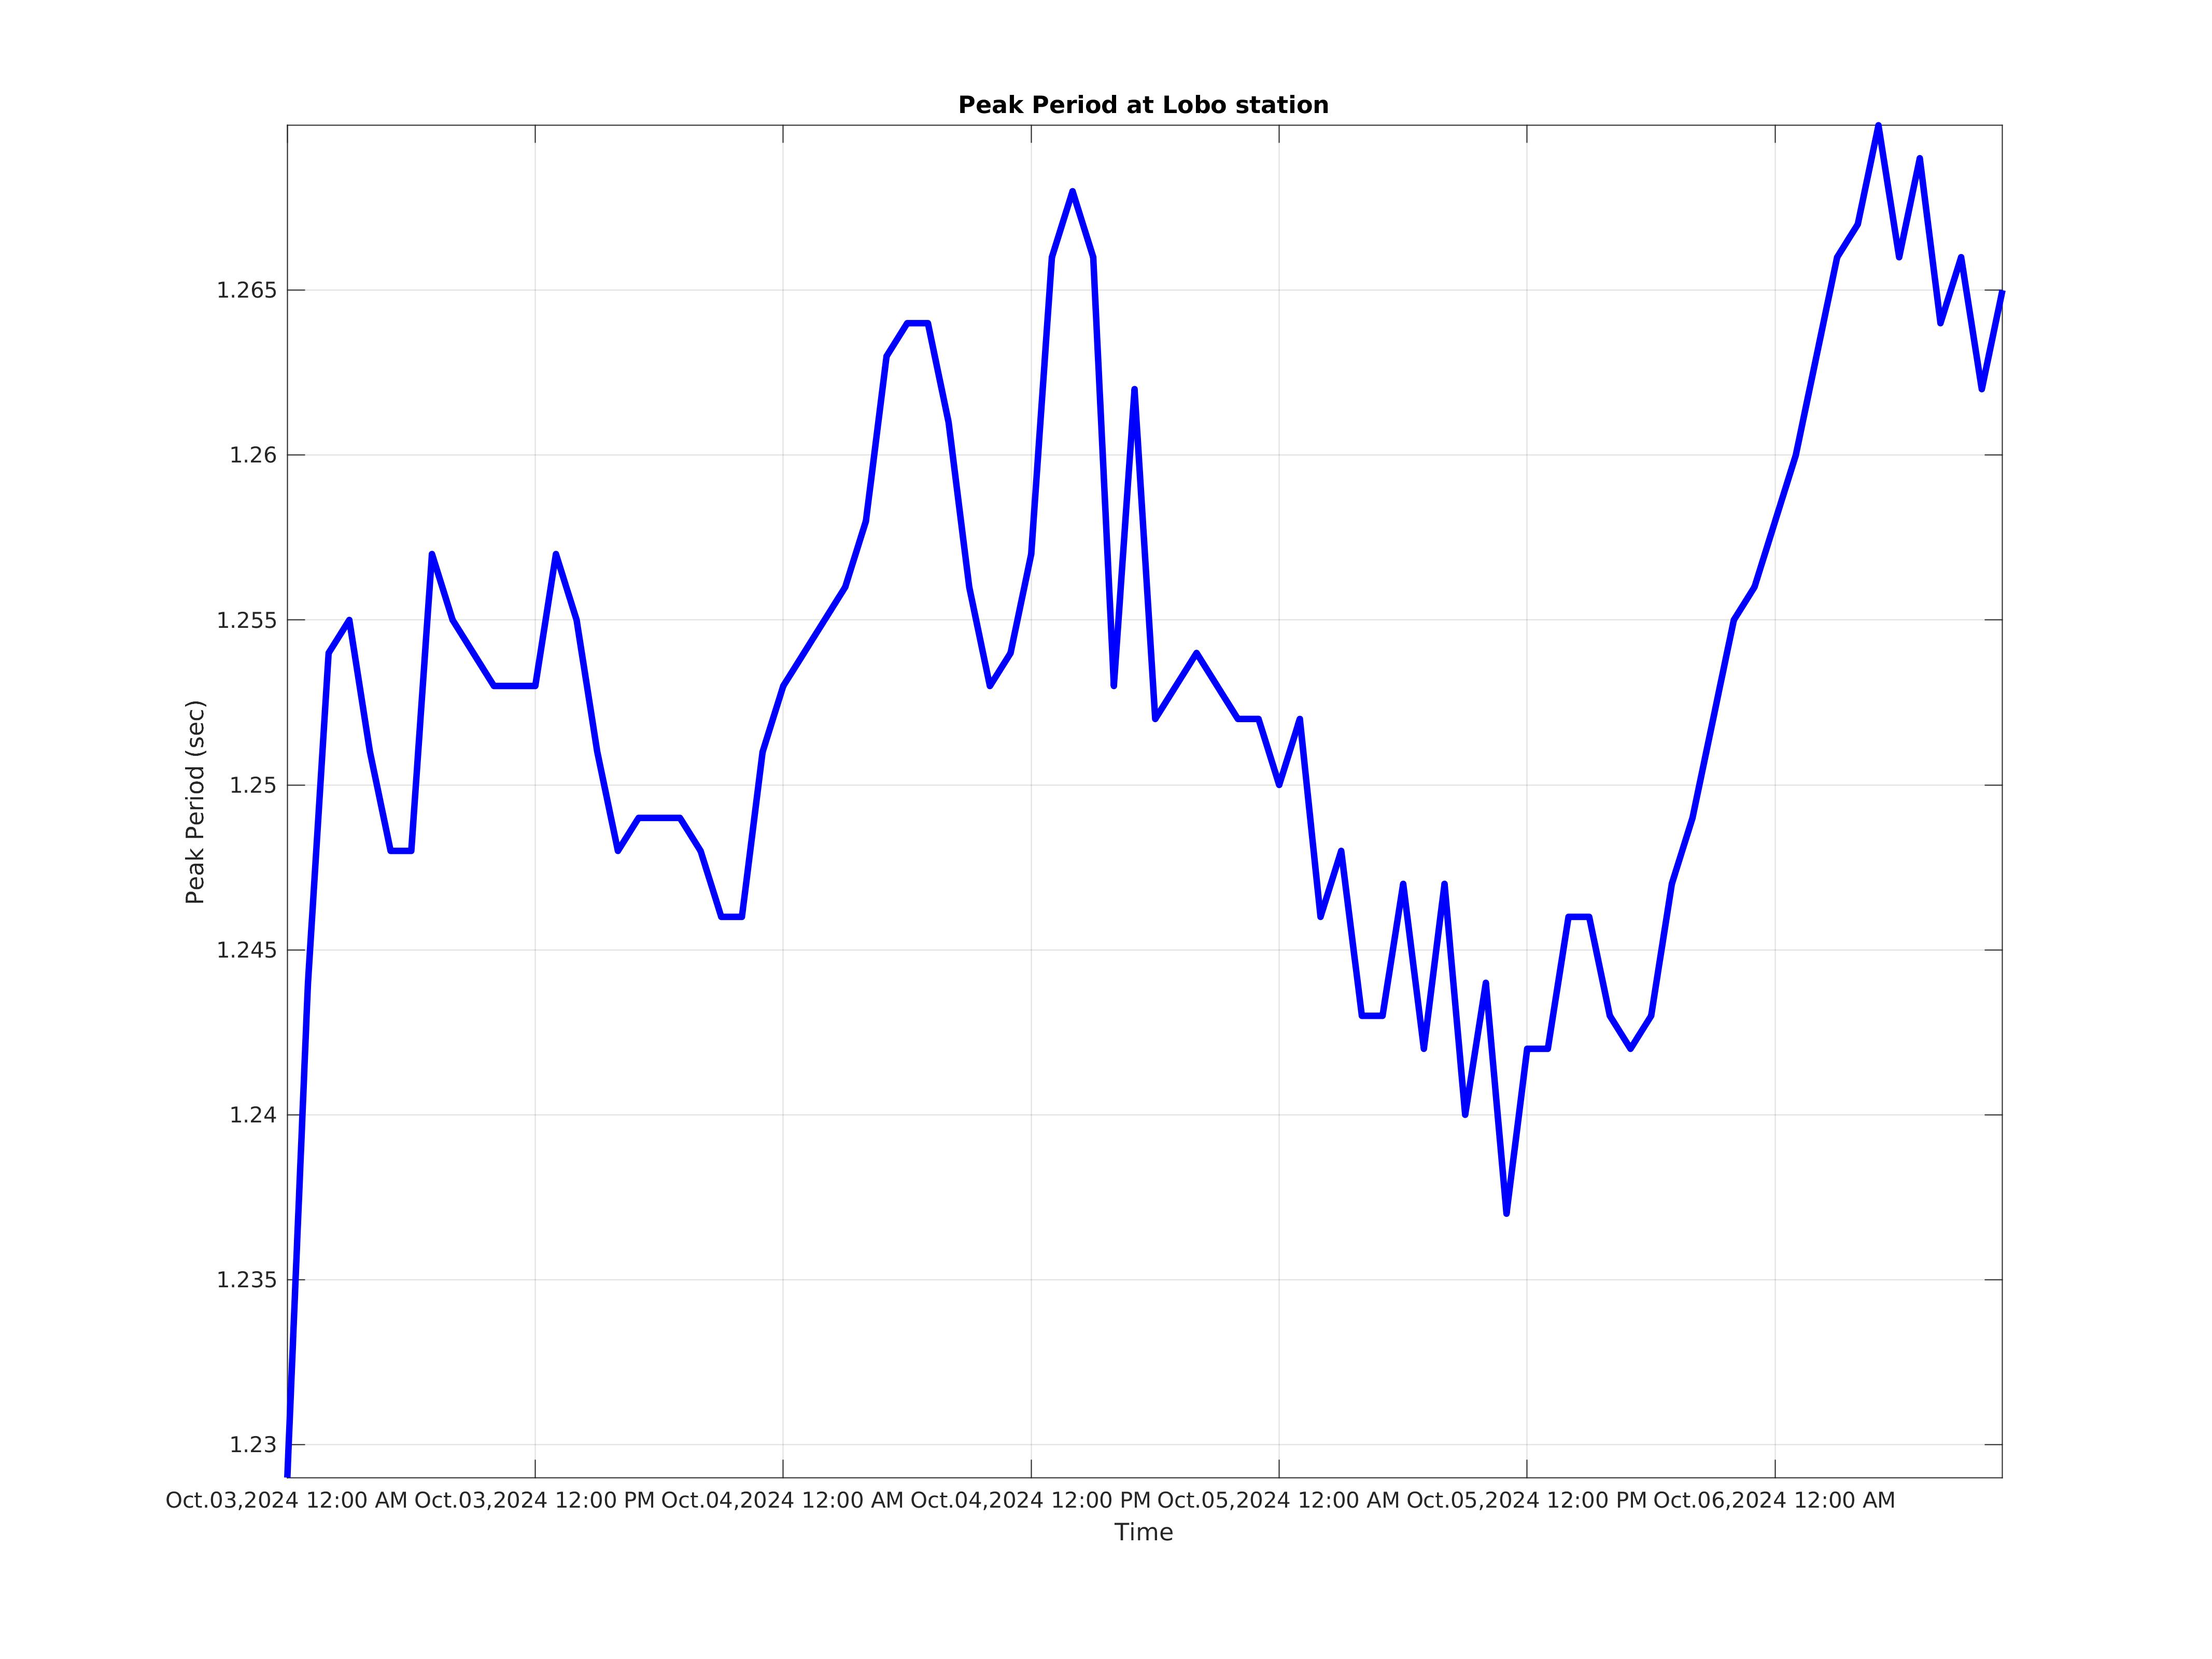 Peak Period at Lobo station
Peak Period (sec)
1.265
1.26
1.255
1.25
1.245
1.24
1.235
1.23
Oct.03,2024 12:00 AM Oct.03,2024 12:00 PM Oct.04,2024 12:00 AM Oct.04,2024 12:00 PM Oct.05,2024 12:00 AM Oct.05,2024 12:00 PM Oct.06,2024 12:00 AM
Time